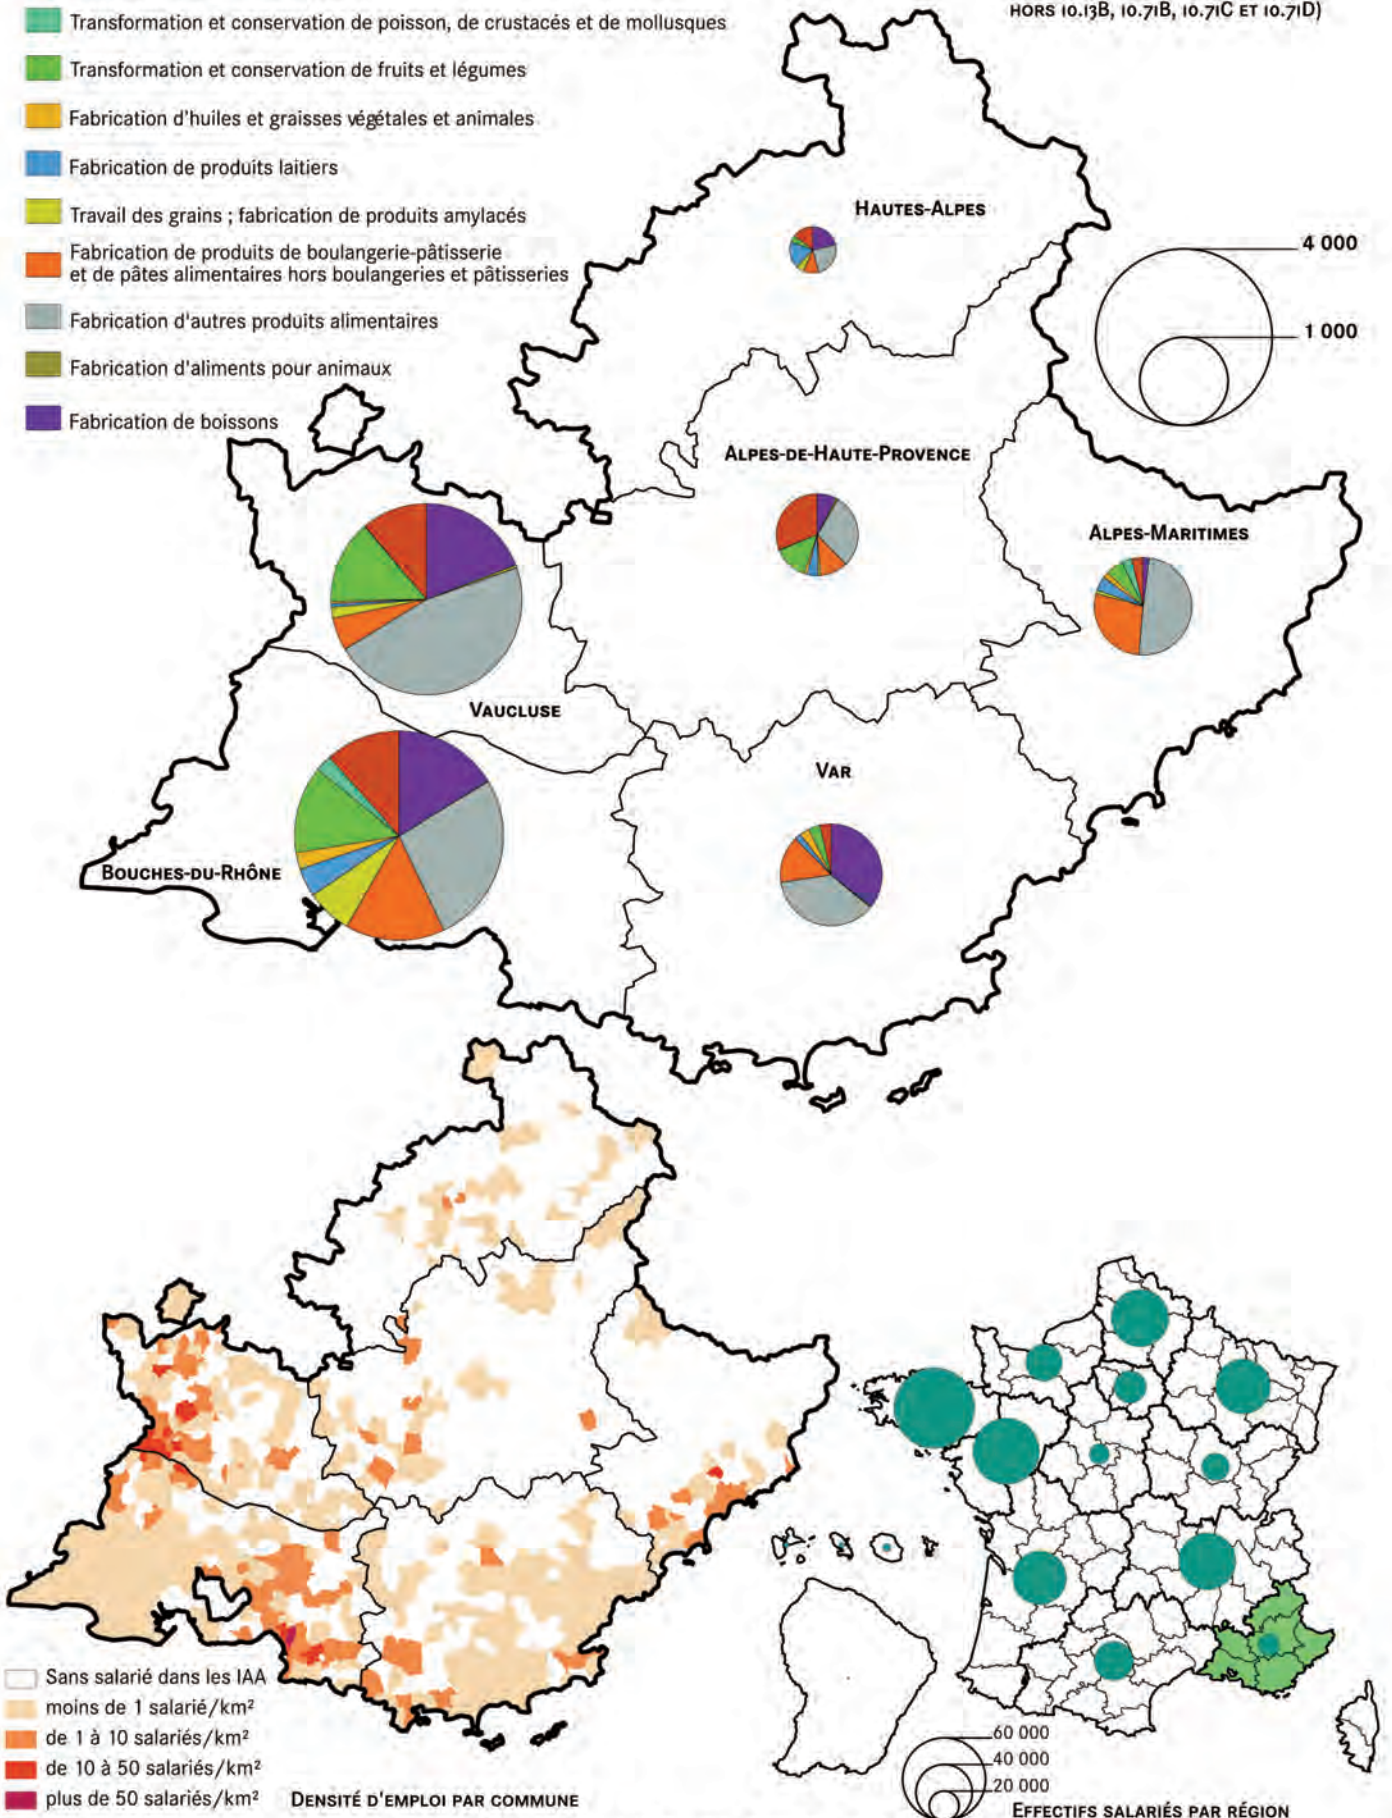 Transformation et conservation de poisson, de crustacés et de mollusques
HORS 10.13B, 10.71B, 10.71C ET 10.71D)
Transformation et conservation de fruits et légumes
Fabrication d'huiles et graisses végétales et animales
Fabrication de produits laitiers
Travail des grains ; fabrication de produits amylacés
Fabrication de produits de boulangerie-pâtisserie
et de pâtes alimentaires hors boulangeries et pâtisseries
Fabrication d'autres produits alimentaires
Fabrication d'aliments pour animaux
Fabrication de boissons
HAUTES-ALPES
4 000
1 000
ALPES-DE-HAUTE-PROVENCE
ALPES-MARITIMES
VAUCLUSE
VAR
BOUCHES-DU-RHÔNE
Sans salarié dans les IAA
moins de 1 salarié/km²
de 1 à 10 salariés/km²
de 10 à 50 salariés/km²
plus de 50 salariés/km²
DENSITÉ D'EMPLOI PAR COMMUNE
60 000
40 000
20 000
EFFECTIFS SALARIÉS PAR RÉGION